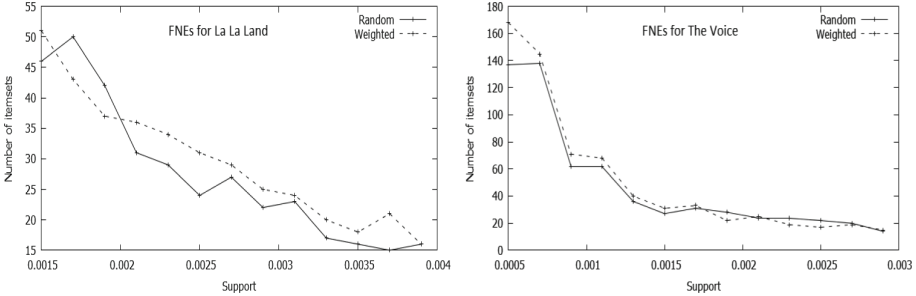 FNEs for La La Land
Random
Weighted
Number of itemsets
55
50
45
40
35
30
25
20
15
0.0015 0.002 0.0025 0.003 0.0035 0.004
Support
FNEs for The Voice
Random
Weighted
Number of itemsets
180
160
140
120
100
80
60
40
20
0
0.0005 0.001 0.0015 0.002 0.0025 0.003
Support